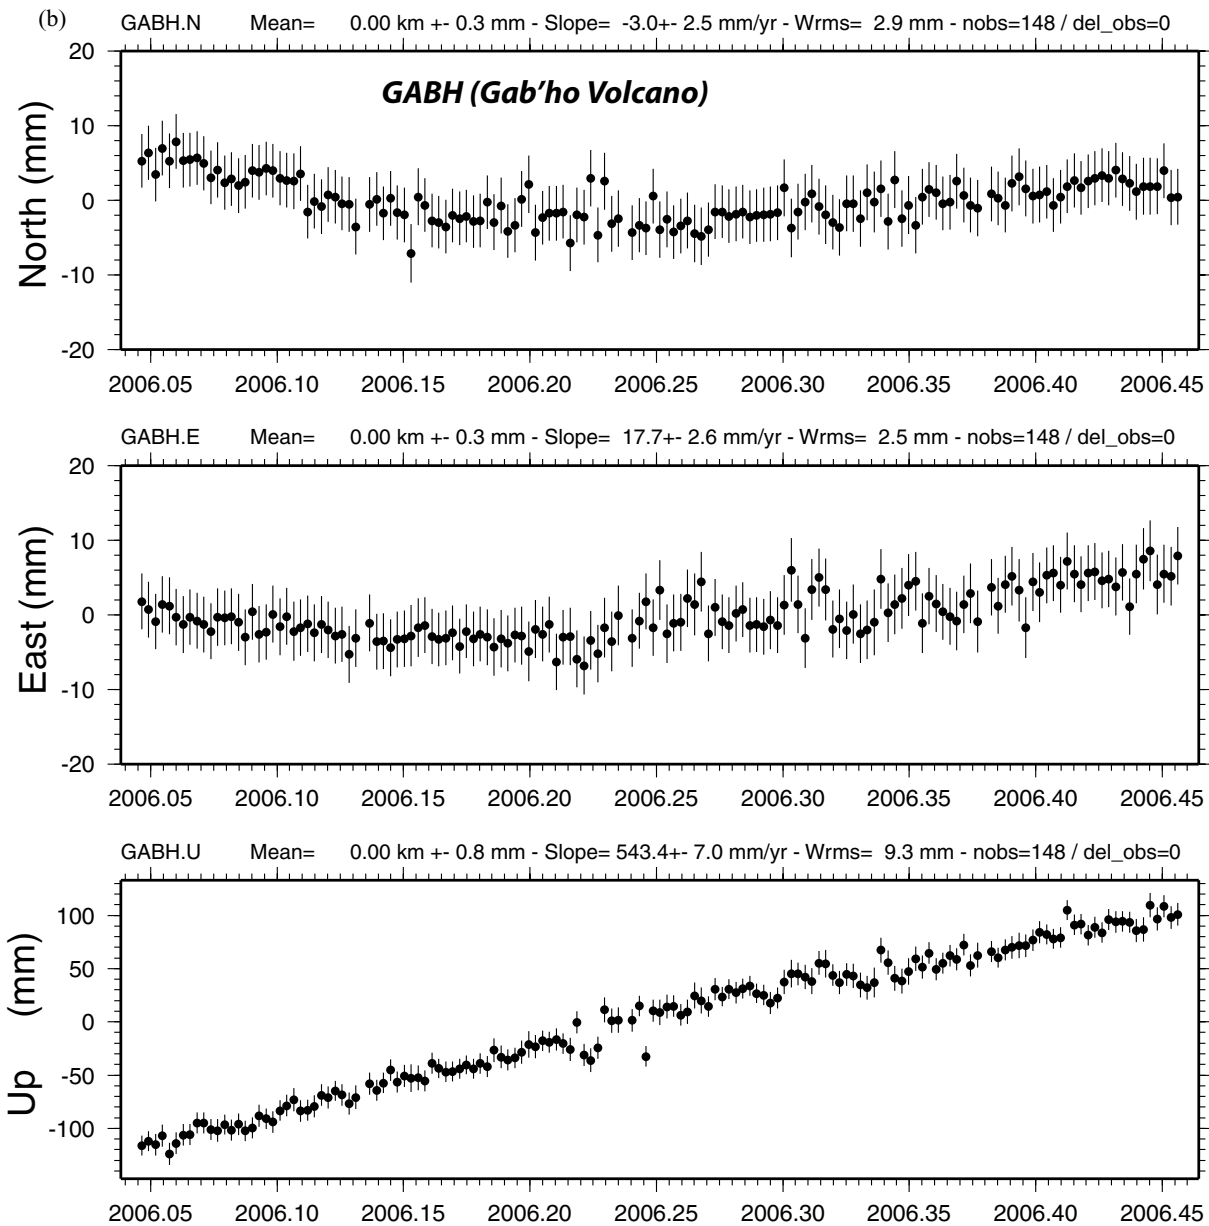 (b)
GABH.N Mean= 0.00 km +- 0.3 mm - Slope= -3.0+- 2.5 mm/yr - Wrms= 2.9 mm - nobs=148 / del_obs=0
GABH (Gab’ho Volcano)
North (mm)
20
10
0
-10
-20
2006.05 2006.10 2006.15 2006.20 2006.25 2006.30 2006.35 2006.40 2006.45
GABH.E Mean= 0.00 km +- 0.3 mm - Slope= 17.7+- 2.6 mm/yr - Wrms= 2.5 mm - nobs=148 / del_obs=0
East (mm)
20
10
0
-10
-20
2006.05 2006.10 2006.15 2006.20 2006.25 2006.30 2006.35 2006.40 2006.45
GABH.U Mean= 0.00 km +- 0.8 mm - Slope= 543.4+- 7.0 mm/yr - Wrms= 9.3 mm - nobs=148 / del_obs=0
Up (mm)
100
50
0
-50
-100
2006.05 2006.10 2006.15 2006.20 2006.25 2006.30 2006.35 2006.40 2006.45